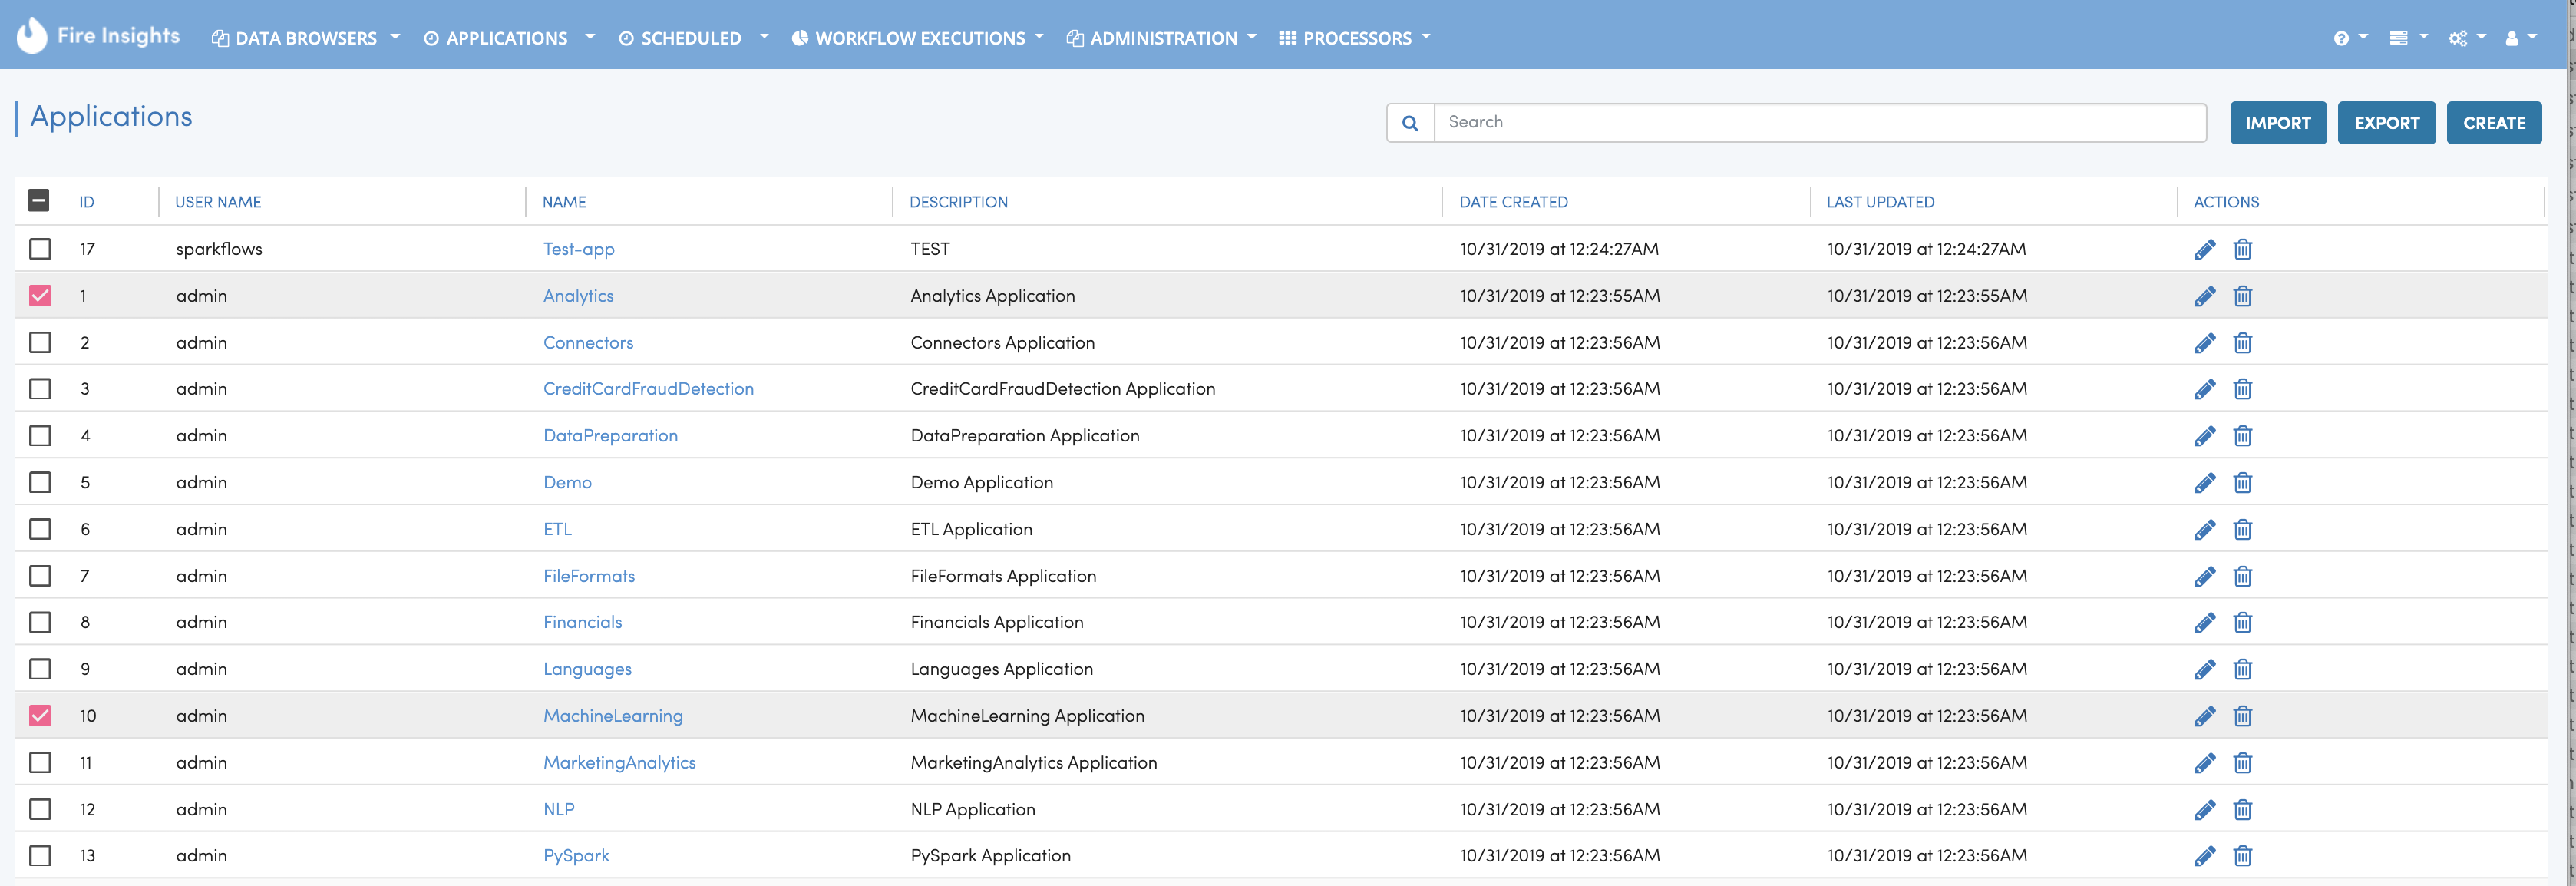 Fire Insights DATA BROWSERS APPLICATIONS SCHEDULED WORKFLOW EXECUTIONS ADMINISTRATION PROCESSORS
Applications Search IMPORT EXPORT CREATE
ID USER NAME NAME DESCRIPTION DATE CREATED LAST UPDATED ACTIONS
17 sparkflows Test-app TEST 10/31/2019 at 12:24:27AM 10/31/2019 at 12:24:27AM
1 admin Analytics Analytics Application 10/31/2019 at 12:23:55AM 10/31/2019 at 12:23:55AM
2 admin Connectors Connectors Application 10/31/2019 at 12:23:56AM 10/31/2019 at 12:23:56AM
3 admin CreditCardFraudDetection CreditCardFraudDetection Application 10/31/2019 at 12:23:56AM 10/31/2019 at 12:23:56AM
4 admin DataPreparation DataPreparation Application 10/31/2019 at 12:23:56AM 10/31/2019 at 12:23:56AM
5 admin Demo Demo Application 10/31/2019 at 12:23:56AM 10/31/2019 at 12:23:56AM
6 admin ETL ETL Application 10/31/2019 at 12:23:56AM 10/31/2019 at 12:23:56AM
7 admin FileFormats FileFormats Application 10/31/2019 at 12:23:56AM 10/31/2019 at 12:23:56AM
8 admin Financials Financials Application 10/31/2019 at 12:23:56AM 10/31/2019 at 12:23:56AM
9 admin Languages Languages Application 10/31/2019 at 12:23:56AM 10/31/2019 at 12:23:56AM
10 admin MachineLearning MachineLearning Application 10/31/2019 at 12:23:56AM 10/31/2019 at 12:23:56AM
11 admin MarketingAnalytics MarketingAnalytics Application 10/31/2019 at 12:23:56AM 10/31/2019 at 12:23:56AM
12 admin NLP NLP Application 10/31/2019 at 12:23:56AM 10/31/2019 at 12:23:56AM
13 admin PySpark PySpark Application 10/31/2019 at 12:23:56AM 10/31/2019 at 12:23:56AM